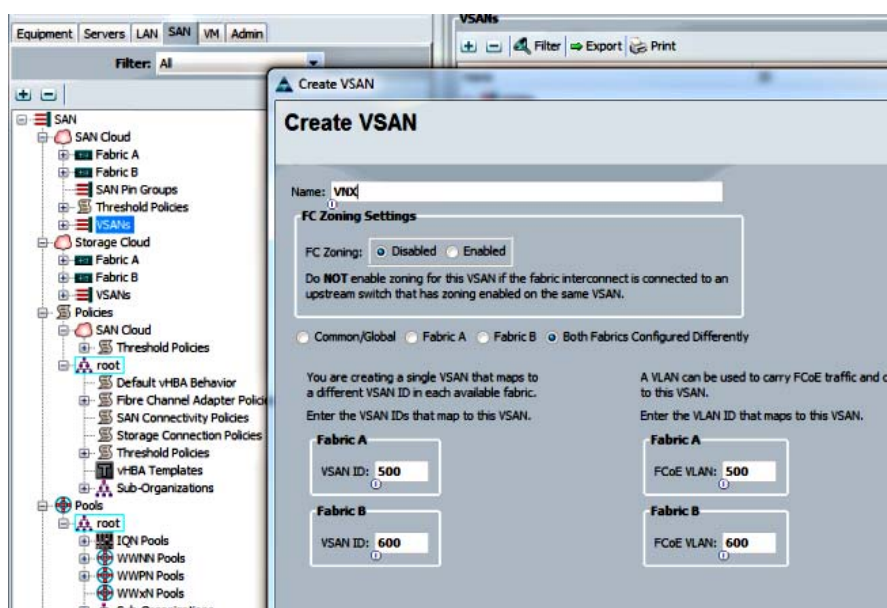 Equipment Servers LAN SAN VM Admin
Filter: All
SAN
SAN Cloud
Fabric A
Fabric B
SAN Pin Groups
Threshold Policies
VSANs
Storage Cloud
Fabric A
Fabric B
VSANs
Policies
SAN Cloud
Threshold Policies
root
Default vHBA Behavior
Fibre Channel Adapter Policies
SAN Connectivity Policies
Storage Connection Policies
Threshold Policies
vHBA Templates
Sub-Organizations
Pools
root
IQN Pools
WWNN Pools
WWPN Pools
WWxN Pools
VSANs
Filter Export Print
Create VSAN
Create VSAN
Name: VNX
FC Zoning Settings
FC Zoning: Disabled Enabled
Do NOT enable zoning for this VSAN if the fabric interconnect is connected to an
upstream switch that has zoning enabled on the same VSAN.
Common/Global Fabric A Fabric B Both Fabrics Configured Differently
You are creating a single VSAN that maps to
a different VSAN ID in each available fabric.
Enter the VSAN IDs that map to this VSAN.
Fabric A
VSAN ID: 500
Fabric B
VSAN ID: 600
A VLAN can be used to carry FCoE traffic and
to this VSAN.
Enter the VLAN ID that maps to this VSAN.
Fabric A
FCoE VLAN: 500
Fabric B
FCoE VLAN: 600